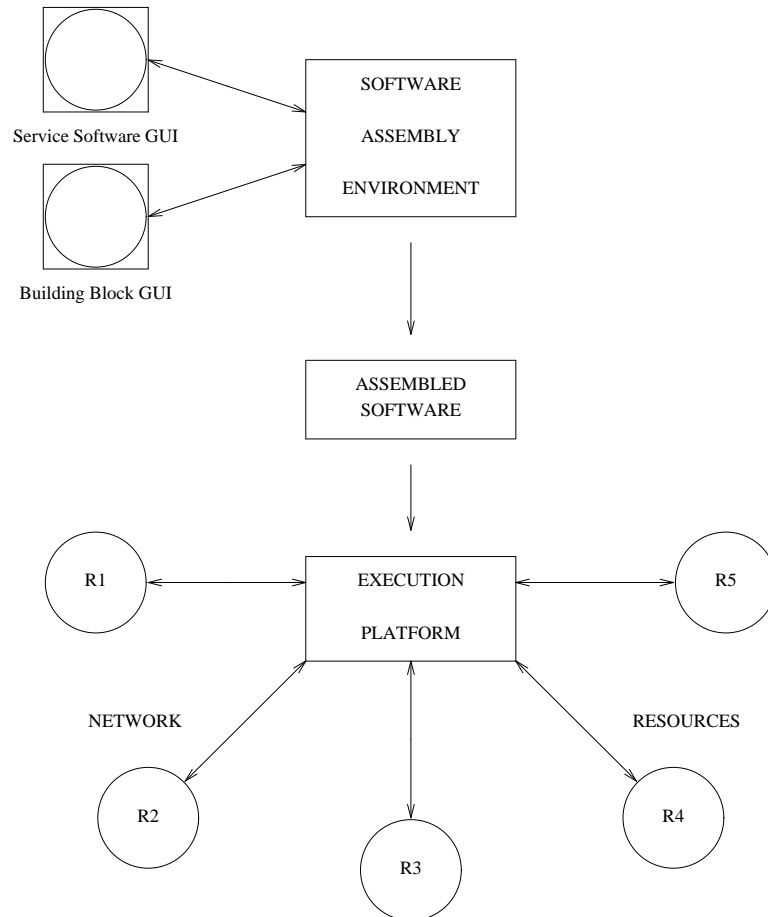 SOFTWARE
ASSEMBLY
ENVIRONMENT
Service Software GUI
Building Block GUI
ASSEMBLED
SOFTWARE
R1
EXECUTION
PLATFORM
R5
NETWORK
RESOURCES
R2
R4
R3